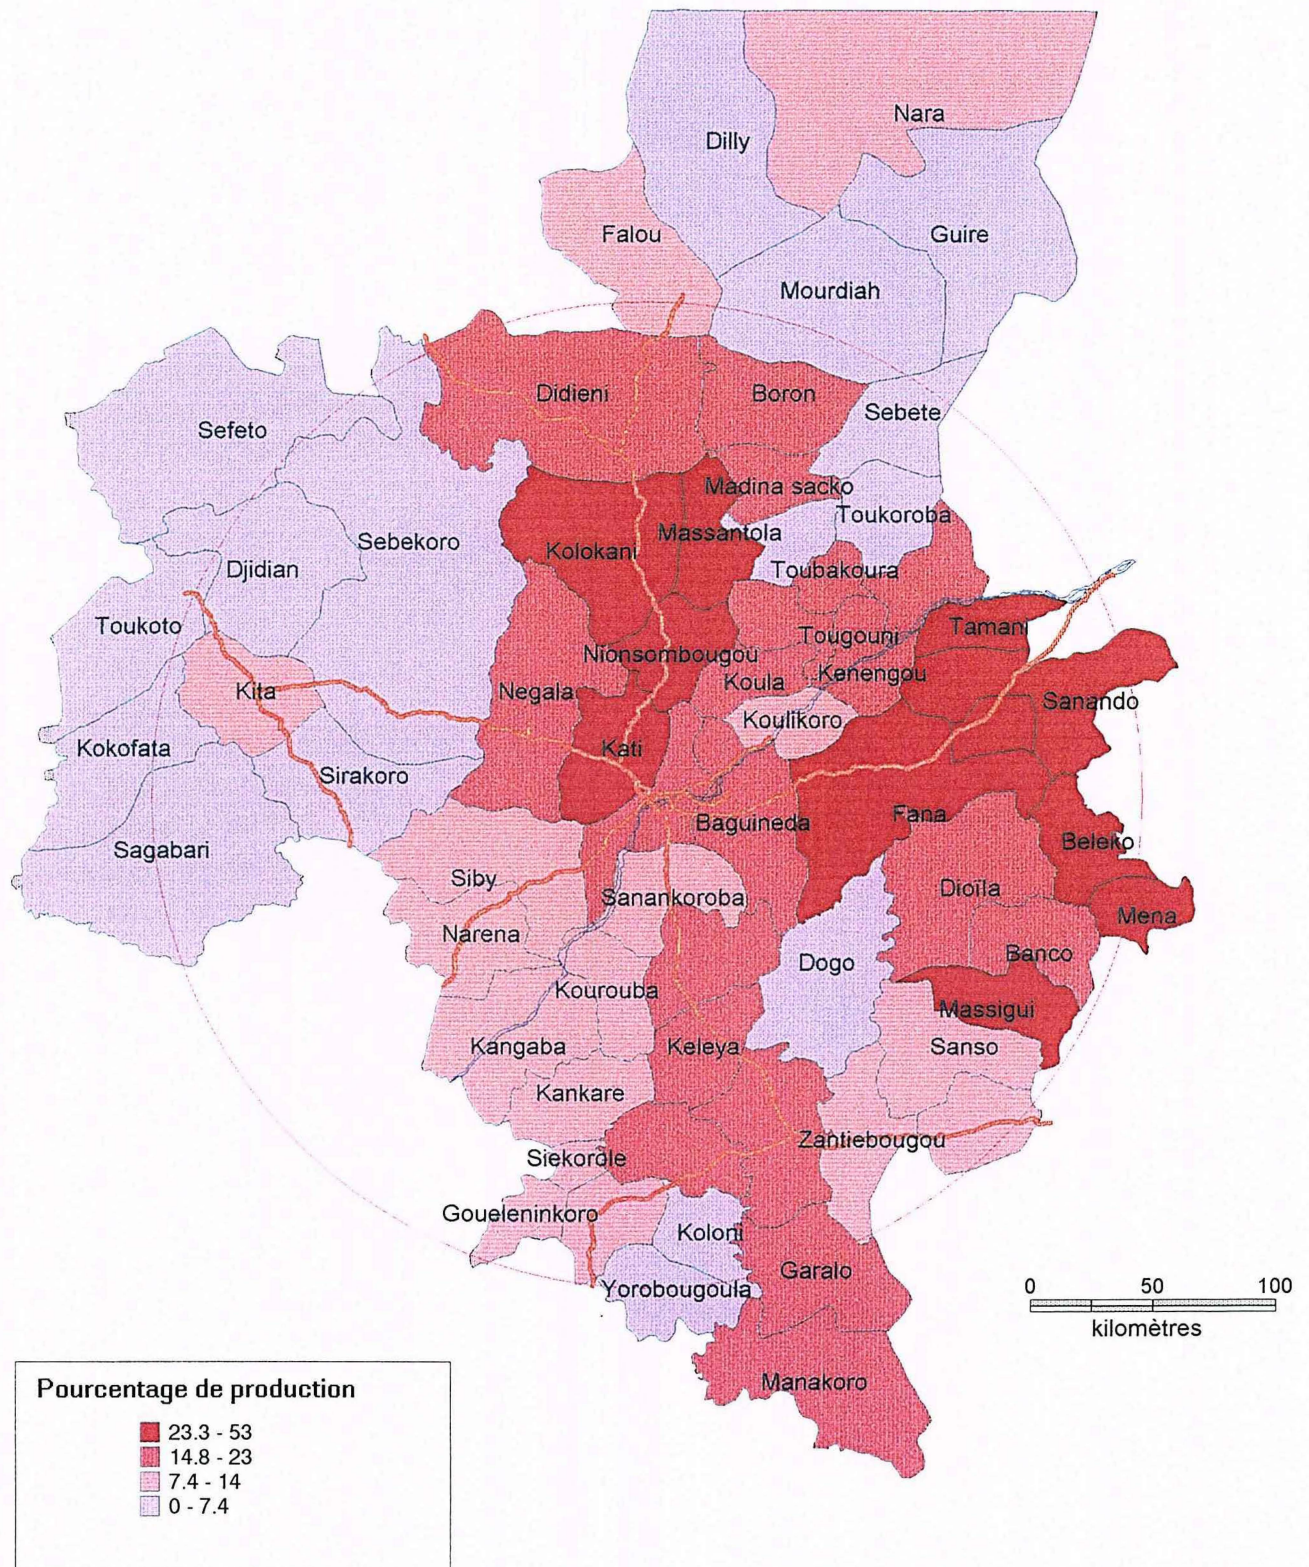 Nara
Dilly
Falou
Guire
Mourdiah
Didieni
Boron
Sebete
Sefeto
Madina sacko
Toukoroba
Massantola
Sebekoro
Kolokani
Djidian
Toubakoura
Toukoto
Tamani
Tougouni
Nionsombougou
Kenengou
Koula
Kita
Negala
Sanando
Koulikoro
Kokofata
Kati
Sirakoro
Fana
Baguineda
Beleko
Sagabari
Siby
Dioïla
Sanankoroba
Mena
Narena
Banco
Dogo
Kourouba
Massigui
Kangaba
Keleya
Sanso
Kankare
Zantiebougou
Siekorole
Goueleninkoro
Koloni
Garalo
Yorobougoula
Manakoro
0 50 100
kilomètres
Pourcentage de production
23.3 - 53
14.8 - 23
7.4 - 14
0 - 7.4